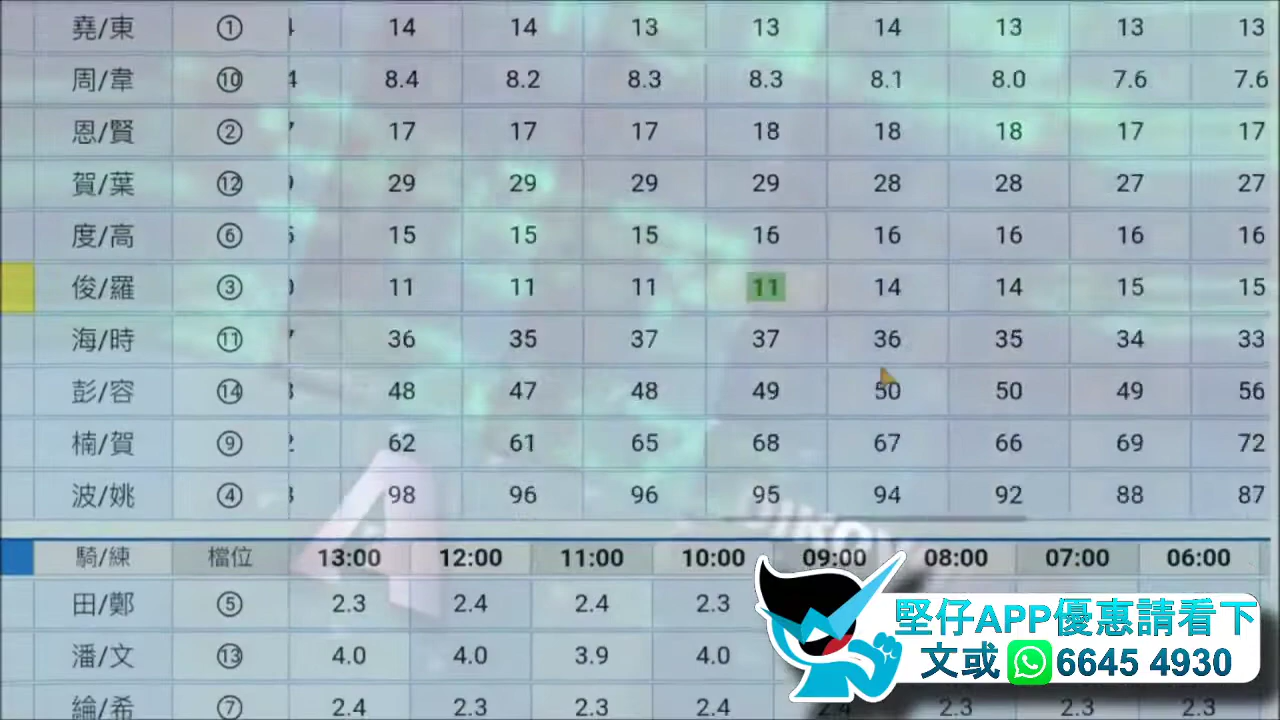 堯/東 ① 14 14 13 13 14 13 13 13
周/韋 ⑩ 4 8.4 8.2 8.3 8.3 8.1 8.0 7.6 7.6
恩/賢 ② 17 17 17 18 18 18 17 17
賀/葉 ⑫ 29 29 29 29 28 28 27 27
度/高 ⑥ 15 15 15 16 16 16 16 16
俊/羅 ③ 11 11 11 11 14 14 15 15
海/時 ⑪ 36 35 37 37 36 35 34 33
彭/容 ⑭ 48 47 48 49 50 50 49 56
楠/賀 ⑨ 62 61 65 68 67 66 69 72
波/姚 ④ 98 96 96 95 94 92 88 87
騎/練 檔位 13:00 12:00 11:00 10:00 09:00 08:00 07:00 06:00
田/鄭 ⑤ 2.3 2.4 2.4 2.3
潘/文 ⑬ 4.0 4.0 3.9 4.0
綸/希 ⑦ 2.4 2.3 2.3 2.4 2.4 2.3 2.3 2.3
堅仔APP優惠請看下
文或 6645 4930